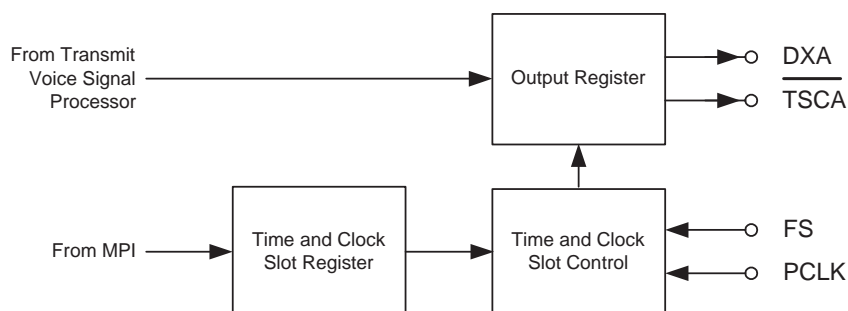 From Transmit
Voice Signal
Processor
Output Register
DXA
TSCA
From MPI
Time and Clock
Slot Register
Time and Clock
Slot Control
FS
PCLK